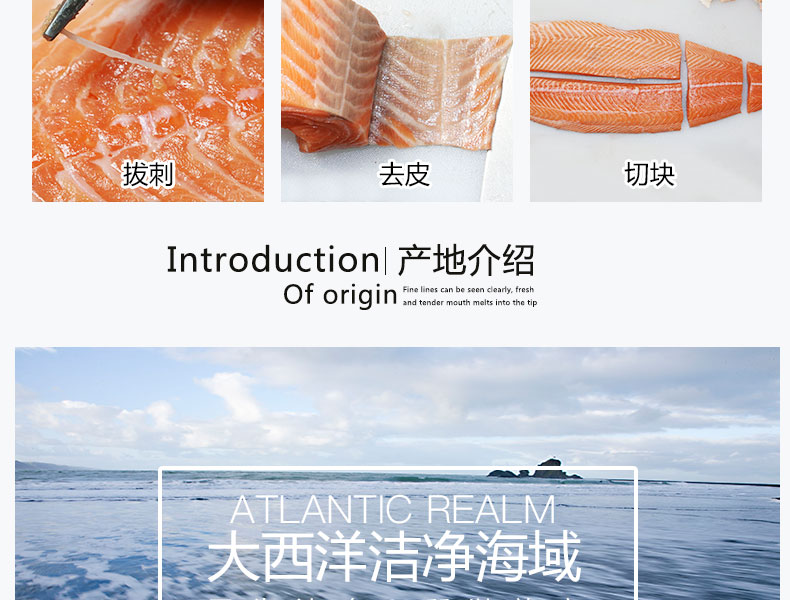 拔刺
去皮
切块
Introduction 产地介绍
Of origin
Fine lines can be seen clearly, fresh
and tender mouth melts into the tip
ATLANTIC REALM
大西洋洁净海域